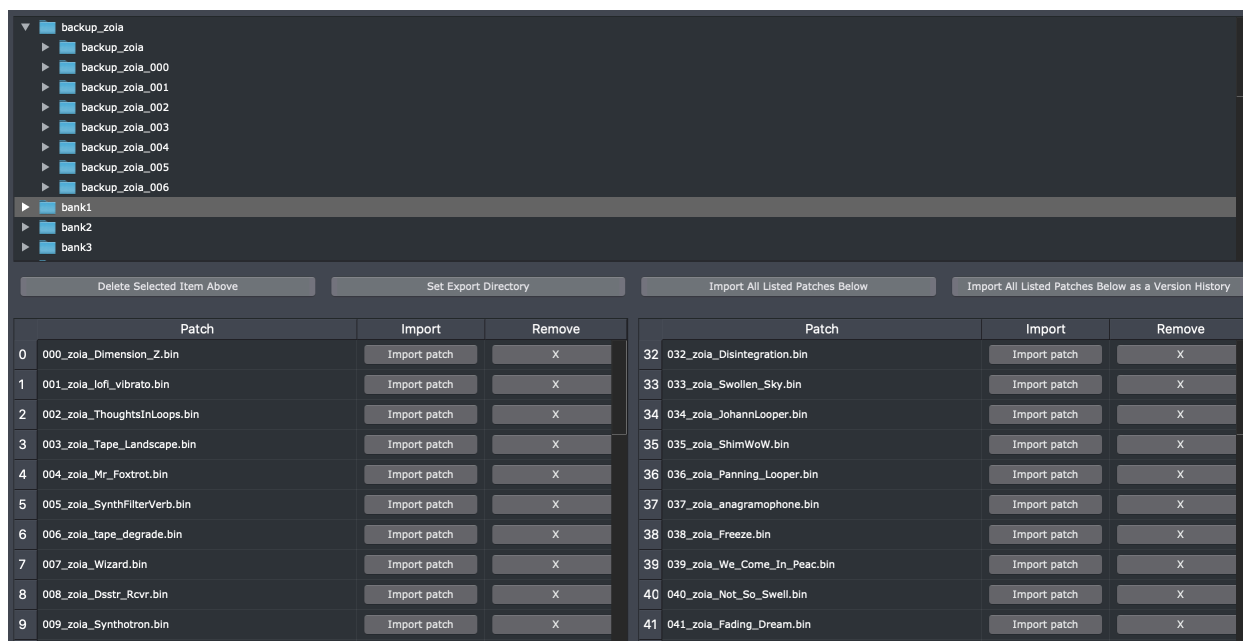 backup_zoia
backup_zoia
backup_zoia_000
backup_zoia_001
backup_zoia_002
backup_zoia_003
backup_zoia_004
backup_zoia_005
backup_zoia_006
bank1
bank2
bank3
Delete Selected Item Above Set Export Directory Import All Listed Patches Below Import All Listed Patches Below as a Version History
Patch Import Remove
0 000_zoia_Dimension_Z.bin Import patch X
1 001_zoia_lofi_vibrato.bin Import patch X
2 002_zoia_ThoughtsInLoops.bin Import patch X
3 003_zoia_Tape_Landscape.bin Import patch X
4 004_zoia_Mr_Foxtrot.bin Import patch X
5 005_zoia_SynthFilterVerb.bin Import patch X
6 006_zoia_tape_degrade.bin Import patch X
7 007_zoia_Wizard.bin Import patch X
8 008_zoia_Dsstr_Rcvr.bin Import patch X
9 009_zoia_Synthotron.bin Import patch X
Patch Import Remove
32 032_zoia_Disintegration.bin Import patch X
33 033_zoia_Swollen_Sky.bin Import patch X
34 034_zoia_JohannLooper.bin Import patch X
35 035_zoia_ShimWoW.bin Import patch X
36 036_zoia_Panning_Looper.bin Import patch X
37 037_zoia_anagramophone.bin Import patch X
38 038_zoia_Freeze.bin Import patch X
39 039_zoia_We_Come_In_Peac.bin Import patch X
40 040_zoia_Not_So_Swell.bin Import patch X
41 041_zoia_Fading_Dream.bin Import patch X